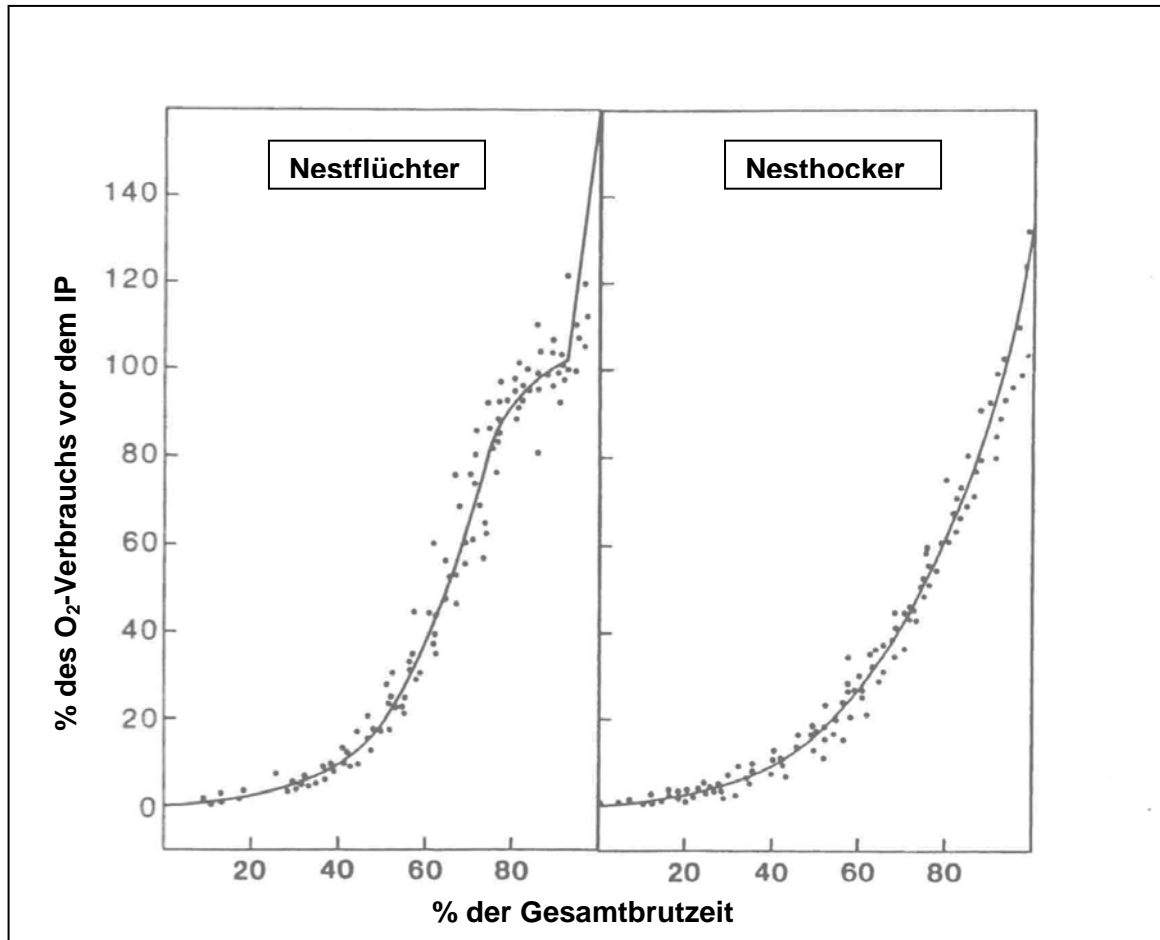 Nestflüchter
Nesthocker
% des O₂-Verbrauchs vor dem IP
140
120
100
80
60
40
20
0
20 40 60 80
20 40 60 80
% der Gesamtbrutzeit